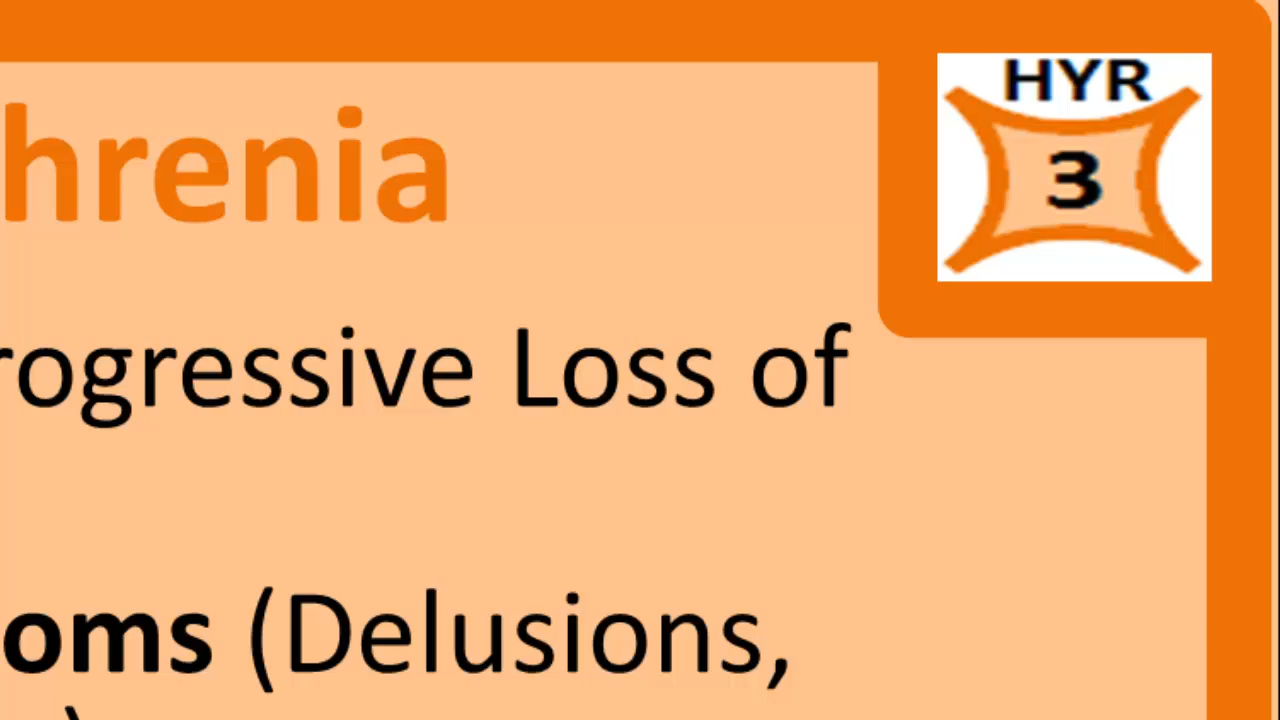 HYR
3
hrenia
rogressive Loss of
oms (Delusions,
)